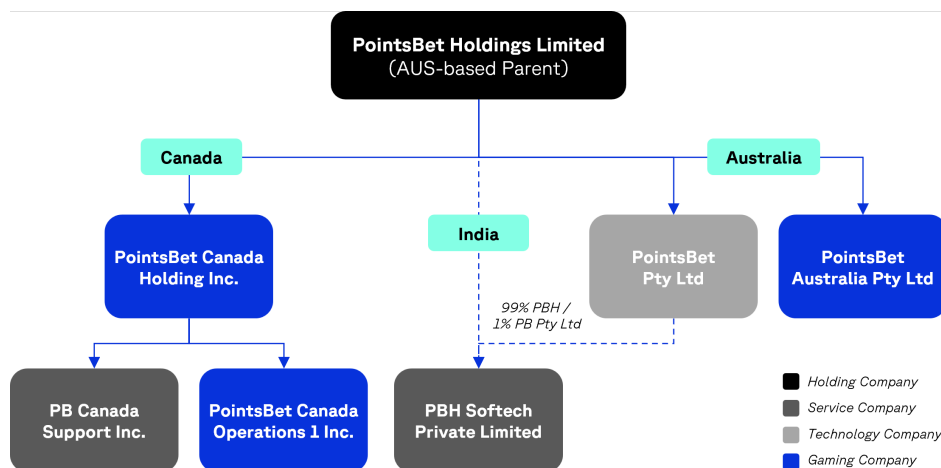 PointsBet Holdings Limited
(AUS-based Parent)
Canada
Australia
PointsBet Canada
Holding Inc.
India
PointsBet
Pty Ltd
PointsBet
Australia Pty Ltd
99% PBH /
1% PB Pty Ltd
PB Canada
Support Inc.
PointsBet Canada
Operations 1 Inc.
PBH Softech
Private Limited
Holding Company
Service Company
Technology Company
Gaming Company